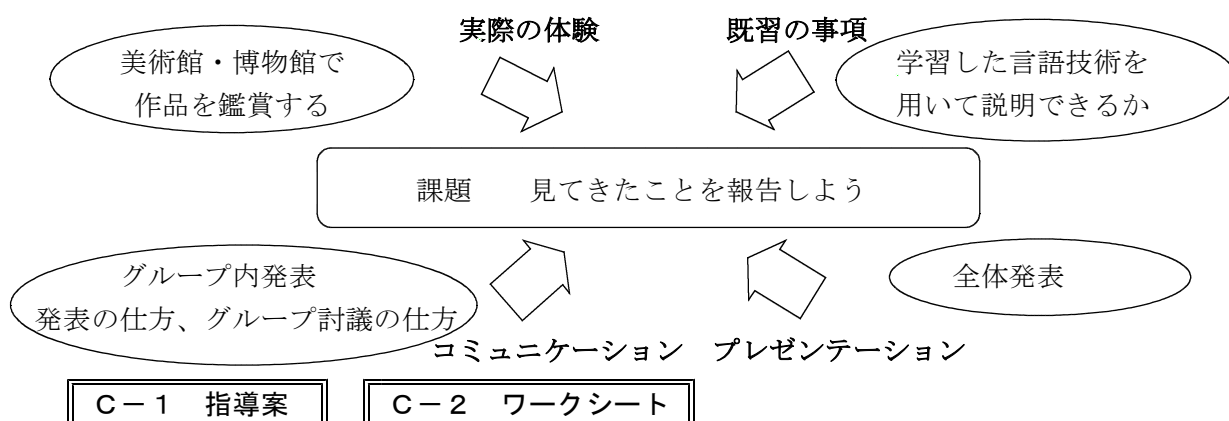 実際の体験
既習の事項
美術館・博物館で
作品を鑑賞する
学習した言語技術を
用いて説明できるか
課題　　見てきたことを報告しよう
グループ内発表
発表の仕方、グループ討議の仕方
全体発表
コミュニケーション
プレゼンテーション
Ｃ－１　指導案
Ｃ－２　ワークシート